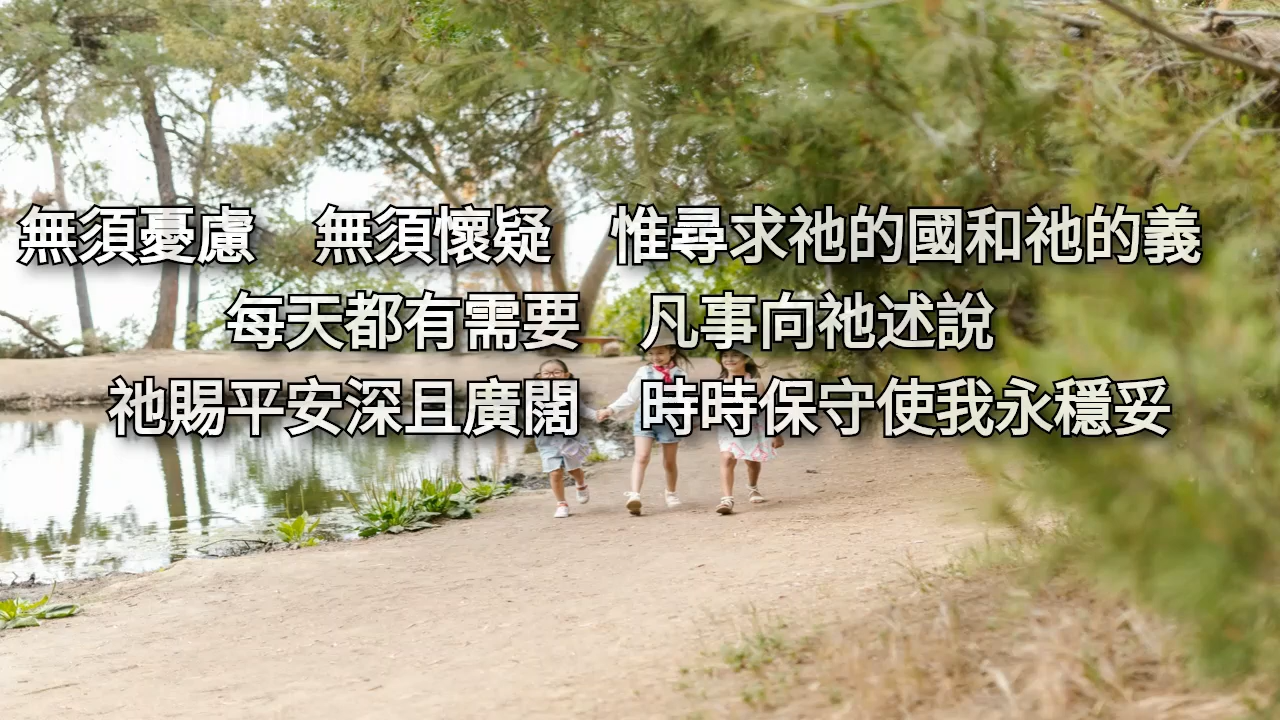 無須憂慮　無須懷疑　惟尋求祂的國和祂的義
每天都有需要　凡事向祂述說
祂賜平安深且廣闊　時時保守使我永穩妥